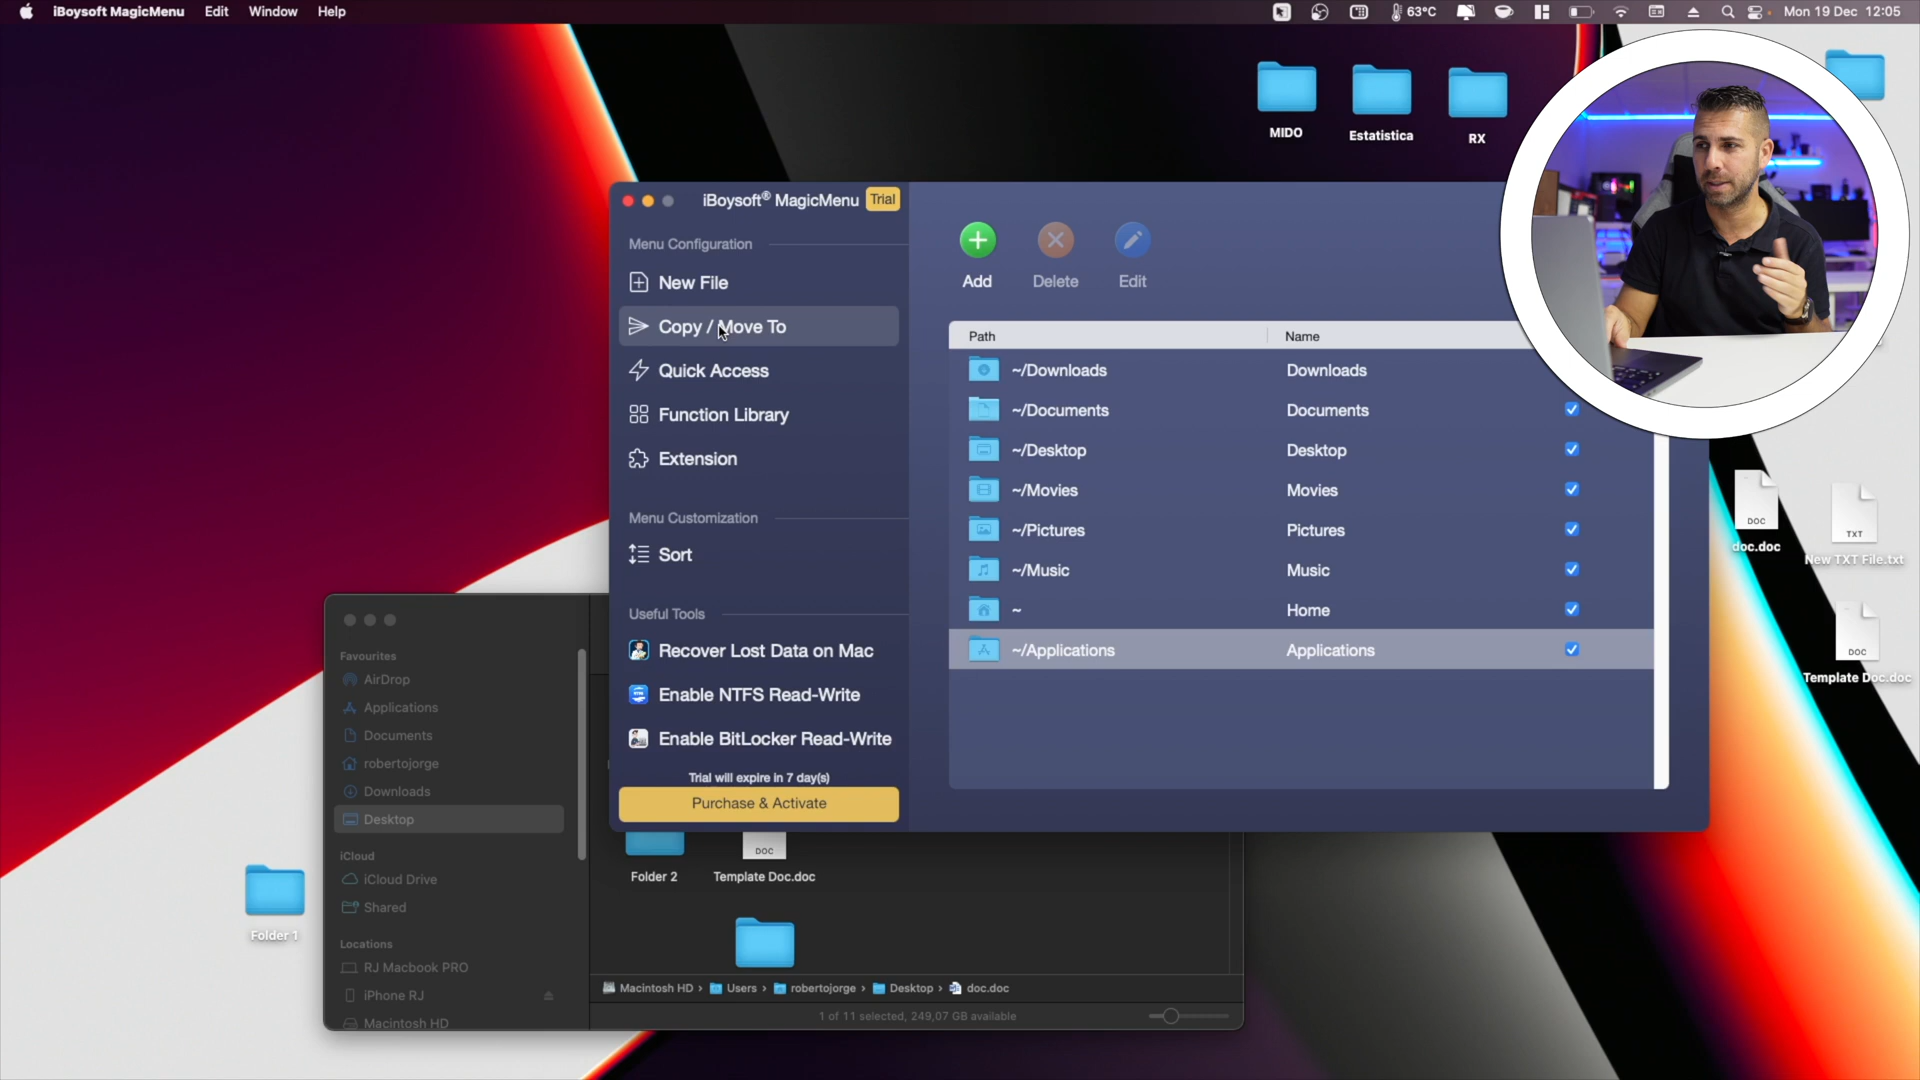 iBoysoft MagicMenu Edit Window Help
63°C Mon 19 Dec 12:05
MIDO
Estatistica
RX
iBoysoft® MagicMenu Trial
Menu Configuration
New File
Copy / Move To
Quick Access
Function Library
Extension
Menu Customization
Sort
Useful Tools
Recover Lost Data on Mac
Enable NTFS Read-Write
Enable BitLocker Read-Write
Trial will expire in 7 day(s)
Purchase & Activate
Add
Delete
Edit
Path Name
~/Downloads Downloads
~/Documents Documents
~/Desktop Desktop
~/Movies Movies
~/Pictures Pictures
~/Music Music
~ Home
~/Applications Applications
DOC
doc.doc
TXT
New TXT File.txt
DOC
Template Doc.doc
Favourites
AirDrop
Applications
Documents
robertojorge
Downloads
Desktop
iCloud
iCloud Drive
Shared
Locations
RJ Macbook PRO
iPhone RJ
Macintosh HD
Folder 1
Folder 2
DOC
Template Doc.doc
Macintosh HD › Users › robertojorge › Desktop › doc.doc
1 of 11 selected, 249,07 GB available